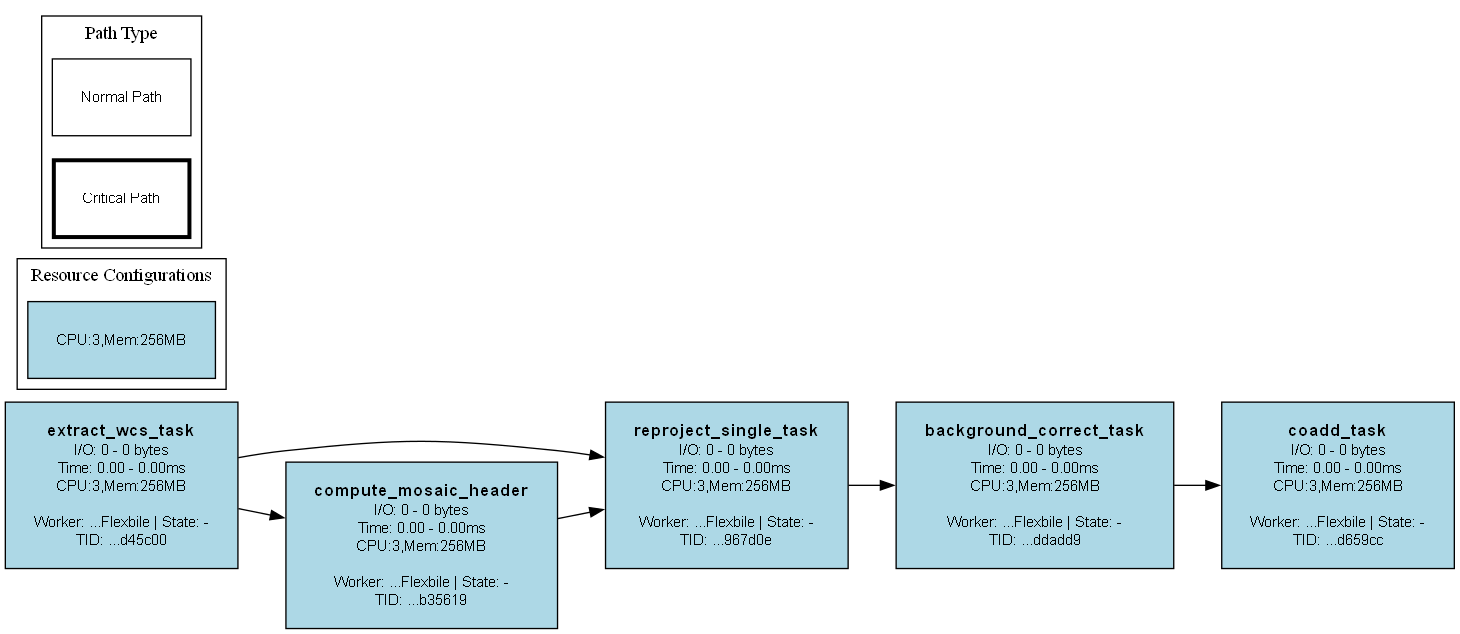 Path Type
Normal Path
Critical Path
Resource Configurations
CPU:3,Mem:256MB
extract_wcs_task
I/O: 0 - 0 bytes
Time: 0.00 - 0.00ms
CPU:3,Mem:256MB
Worker: ...Flexbile | State: -
TID: ...d45c00
compute_mosaic_header
I/O: 0 - 0 bytes
Time: 0.00 - 0.00ms
CPU:3,Mem:256MB
Worker: ...Flexbile | State: -
TID: ...b35619
reproject_single_task
I/O: 0 - 0 bytes
Time: 0.00 - 0.00ms
CPU:3,Mem:256MB
Worker: ...Flexbile | State: -
TID: ...967d0e
background_correct_task
I/O: 0 - 0 bytes
Time: 0.00 - 0.00ms
CPU:3,Mem:256MB
Worker: ...Flexbile | State: -
TID: ...ddadd9
coadd_task
I/O: 0 - 0 bytes
Time: 0.00 - 0.00ms
CPU:3,Mem:256MB
Worker: ...Flexbile | State: -
TID: ...d659cc